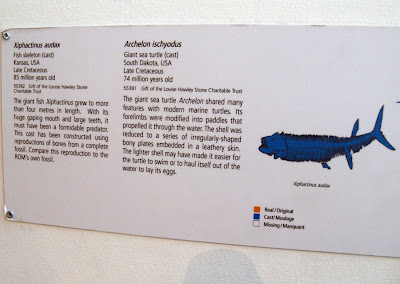 Xiphactinus audax
Fish skeleton (cast)
Kansas, USA
Late Cretaceous
85 million years old
55362 Gift of the Louise Hawley Stone
Charitable Trust
The giant fish Xiphactinus grew to more
than four metres in length. With its
huge gaping mouth and large teeth, it
must have been a formidable predator.
This cast has been constructed using
reproductions of bones from a complete
fossil. Compare this reproduction to the
ROM's own fossil.
Archelon ischyodus
Giant sea turtle (cast)
South Dakota, USA
Late Cretaceous
74 million years old
55381 Gift of the Louise Hawley Stone
Charitable Trust
The giant sea turtle Archelon shared many
features with modern marine turtles. Its
forelimbs were modified into paddles that
propelled it through the water. The shell was
reduced to a series of irregularly-shaped
bony plates embedded in a leathery skin.
The lighter shell may have made it easier for
the turtle to swim or to haul itself out of the
water to lay its eggs.
Xiphactinus audax
Real/Original
Cast/Moulage
Missing/Manquant